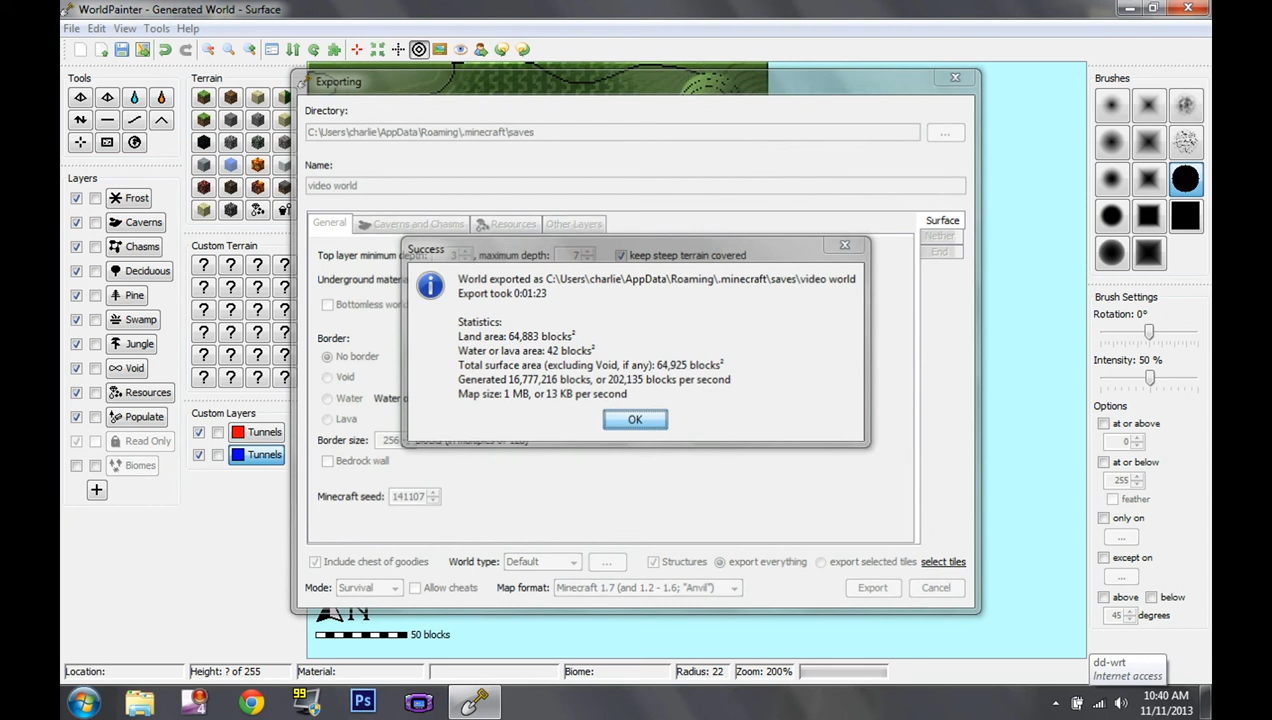 WorldPainter - Generated World - Surface
File Edit View Tools Help
Tools
Terrain
Layers
Frost
Caverns
Chasms
Deciduous
Pine
Swamp
Jungle
Void
Resources
Populate
Read Only
Biomes
Custom Terrain
? ? ? ?
? ? ? ?
? ? ? ?
? ? ? ?
? ? ? ?
? ? ? ?
Custom Layers
Tunnels
Tunnels
Exporting
Directory:
C:\Users\charlie\AppData\Roaming\.minecraft\saves
...
Name:
video world
General Caverns and Chasms Resources Other Layers
Surface
Nether
End
Top layer minimum depth: 3 , maximum depth: 7 keep steep terrain covered
Underground mater
Bottomless wor
Border:
No border
Void
Water
Lava
Border size: 256
Bedrock wall
Minecraft seed: 141107
Include chest of goodies World type: Default ... Structures export everything export selected tiles select tiles
Mode: Survival Allow cheats Map format: Minecraft 1.7 (and 1.2 - 1.6; "Anvil") Export Cancel
Success
World exported as C:\Users\charlie\AppData\Roaming\.minecraft\saves\video world
Export took 0:01:23
Statistics:
Land area: 64,883 blocks²
Water or lava area: 42 blocks²
Total surface area (excluding Void, if any): 64,925 blocks²
Generated 16,777,216 blocks, or 202,135 blocks per second
Map size: 1 MB, or 13 KB per second
OK
50 blocks
Brushes
Brush Settings
Rotation: 0°
Intensity: 50 %
Options
at or above
0
at or below
255
feather
only on
...
except on
...
above below
45 degrees
Location: Height: ? of 255 Material: Biome: Radius: 22 Zoom: 200%
dd-wrt
Internet access
4
99
Ps
10:40 AM
11/11/2013